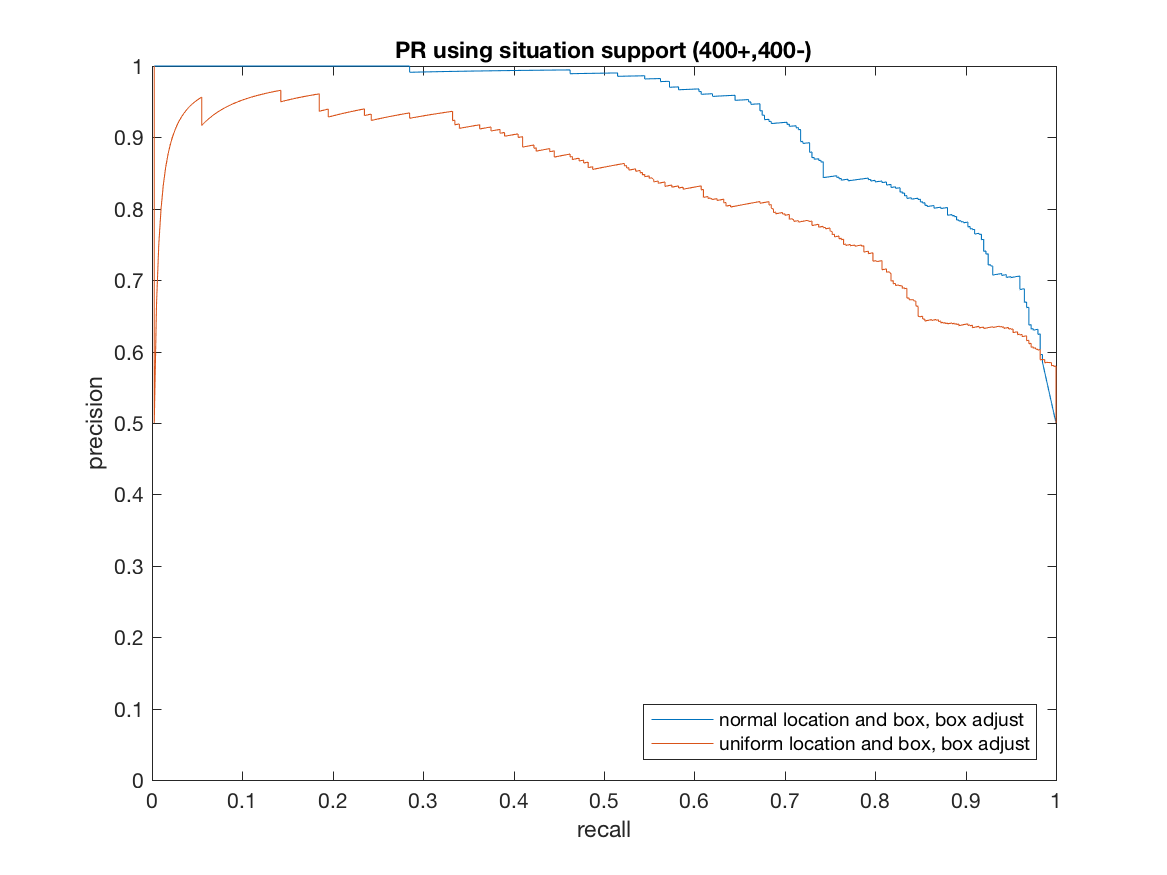 PR using situation support (400+,400-)
1
0.9
0.8
0.7
0.6
0.5
0.4
0.3
0.2
0.1
0
precision
normal location and box, box adjust
uniform location and box, box adjust
0 0.1 0.2 0.3 0.4 0.5 0.6 0.7 0.8 0.9 1
recall